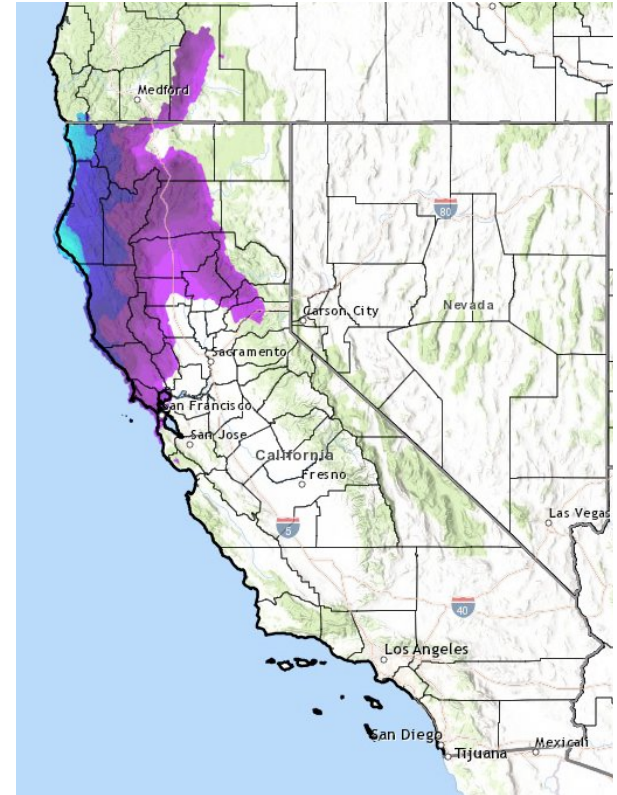 Medford
80
Nevada
Carson City
Sacramento
San Francisco
San Jose
California
Fresno
5
Las Vegas
40
Los Angeles
San Diego
Tijuana
Mexicali